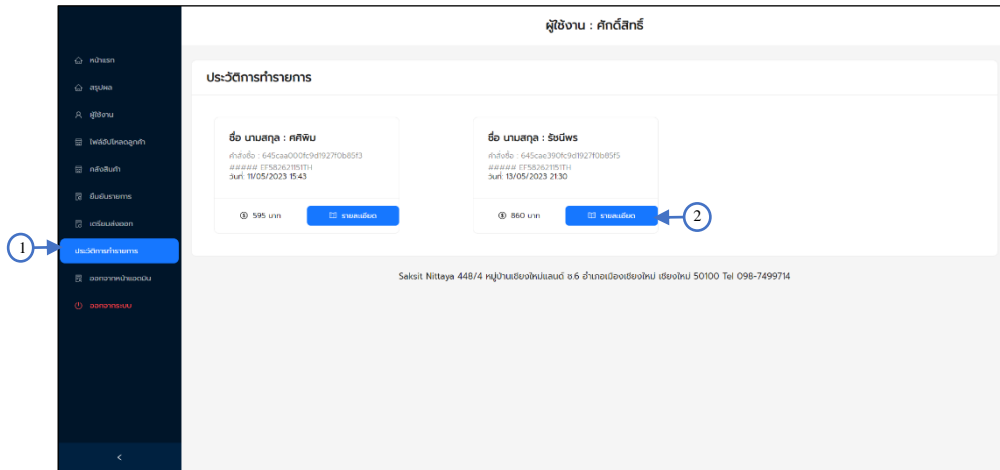 ผู้ใช้งาน : ศักดิ์สิทธิ์
หน้าแรก
สรุปผล
ผู้ใช้งาน
ไฟล์อัปโหลดลูกค้า
คลังสินค้า
ยืนยันรายการ
เตรียมส่งออก
1
ประวัติการทำรายการ
ออกจากหน้าแอดมิน
ออกจากระบบ
<
ประวัติการทำรายการ
ชื่อ นามสกุล : ศศิพิม
คำสั่งซื้อ : 645caa000fc9d1927f0b85f3
##### EF582621151TH
วันที่: 11/05/2023 15:43
595 บาท
รายละเอียด
ชื่อ นามสกุล : รัชนีพร
คำสั่งซื้อ : 645cae390fc9d1927f0b85f5
##### EF582621151TH
วันที่: 13/05/2023 21:30
860 บาท
รายละเอียด
2
Saksit Nittaya 448/4 หมู่บ้านเชียงใหม่แลนด์ ซ.6 อำเภอเมืองเชียงใหม่ เชียงใหม่ 50100 Tel 098-7499714